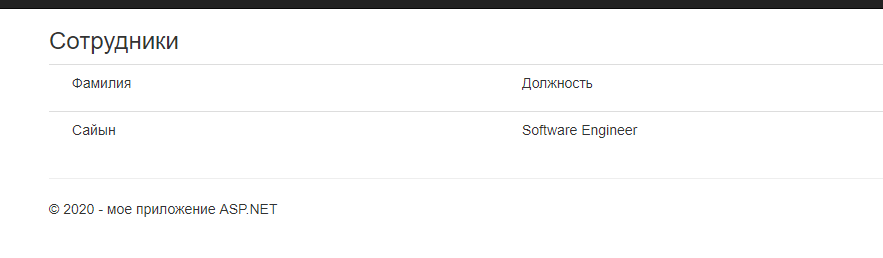 Сотрудники
Фамилия Должность
Сайын Software Engineer
© 2020 - мое приложение ASP.NET